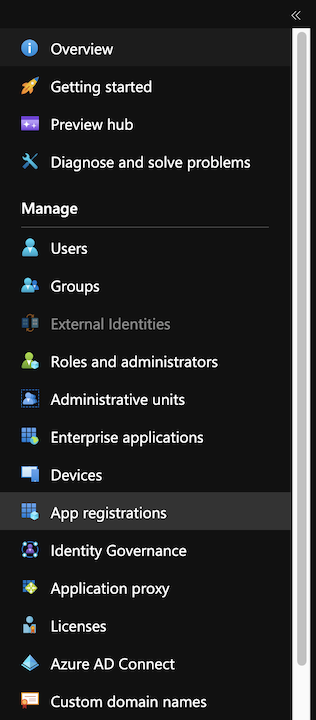 Overview
Getting started
Preview hub
Diagnose and solve problems
Manage
Users
Groups
External Identities
Roles and administrators
Administrative units
Enterprise applications
Devices
App registrations
Identity Governance
Application proxy
Licenses
Azure AD Connect
Custom domain names